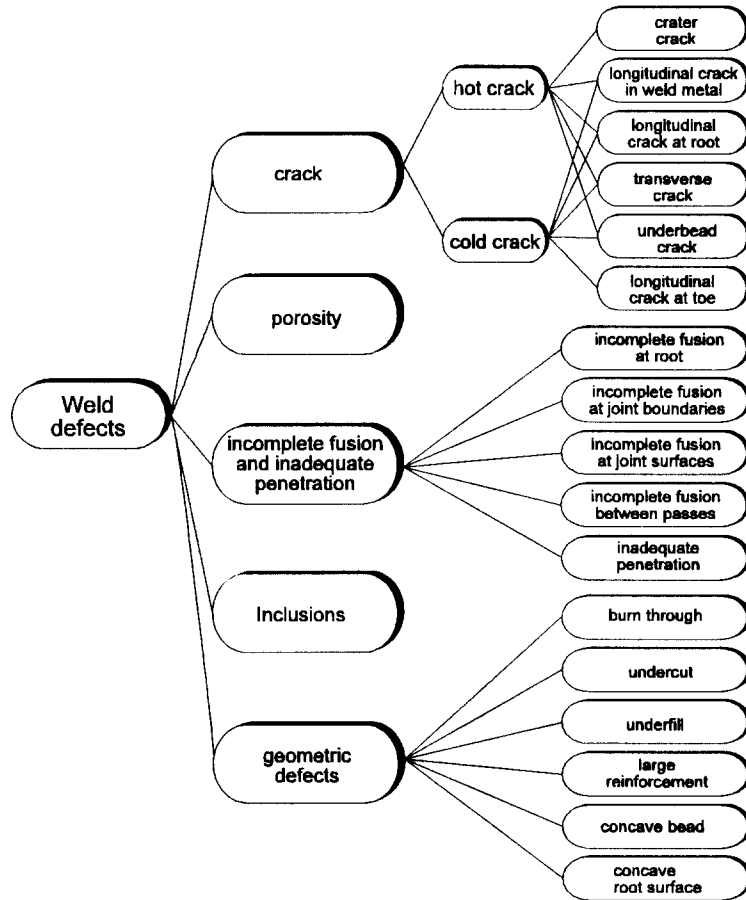 Weld
defects
crack
porosity
incomplete fusion
and inadequate
penetration
Inclusions
geometric
defects
hot crack
cold crack
crater
crack
longitudinal crack
in weld metal
longitudinal
crack at root
transverse
crack
underbead
crack
longitudinal
crack at toe
incomplete fusion
at root
incomplete fusion
at joint boundaries
Incomplete fusion
at joint surfaces
incomplete fusion
between passes
inadequate
penetration
burn through
undercut
underfill
large
reinforcement
concave bead
concave
root surface